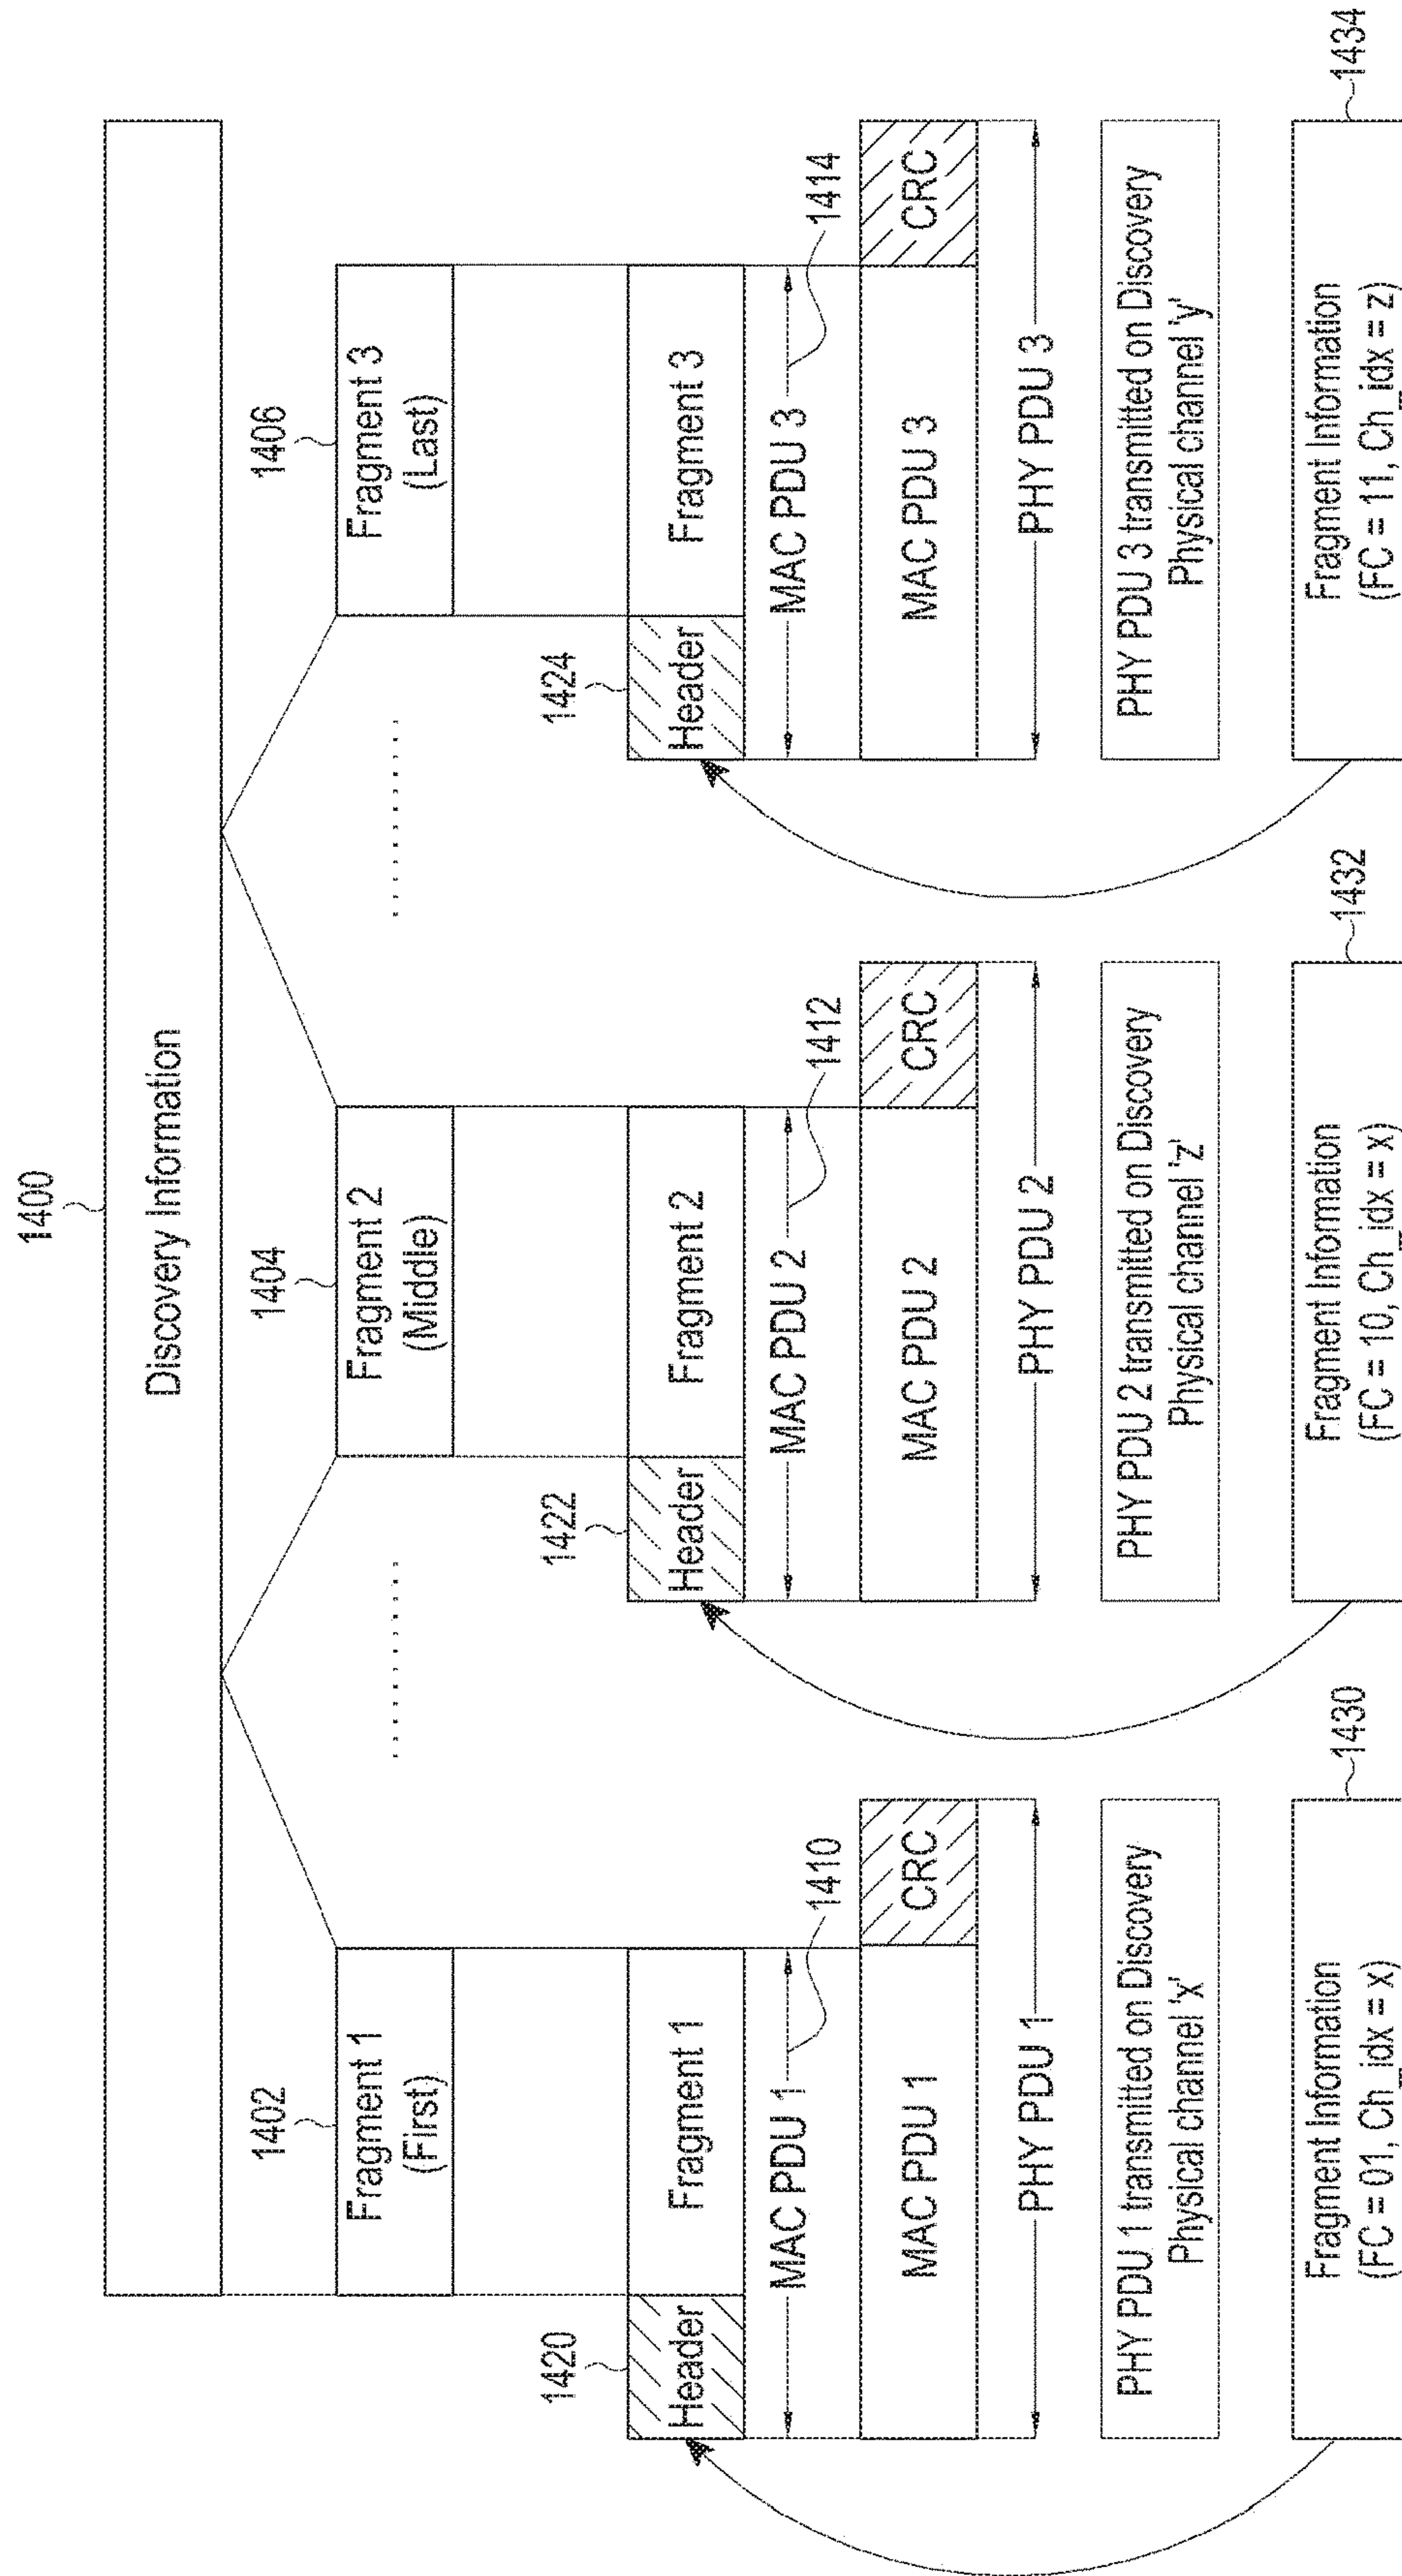 1400
Discovery Information
1402
1404
1406
Fragment 1
(First)
Fragment 2
(Middle)
Fragment 3
(Last)
1420
1422
1424
Header
Fragment 1
Header
Fragment 2
Header
Fragment 3
MAC PDU 1
1410
MAC PDU 2
1412
MAC PDU 3
1414
MAC PDU 1
CRC
MAC PDU 2
CRC
MAC PDU 3
CRC
PHY PDU 1
PHY PDU 2
PHY PDU 3
PHY PDU 1 transmitted on Discovery
Physical channel 'x'
PHY PDU 2 transmitted on Discovery
Physical channel 'z'
PHY PDU 3 transmitted on Discovery
Physical channel 'y'
1430
1432
1434
Fragment Information
(FC = 01, Ch_idx = x)
Fragment Information
(FC = 10, Ch_idx = x)
Fragment Information
(FC = 11, Ch_idx = z)